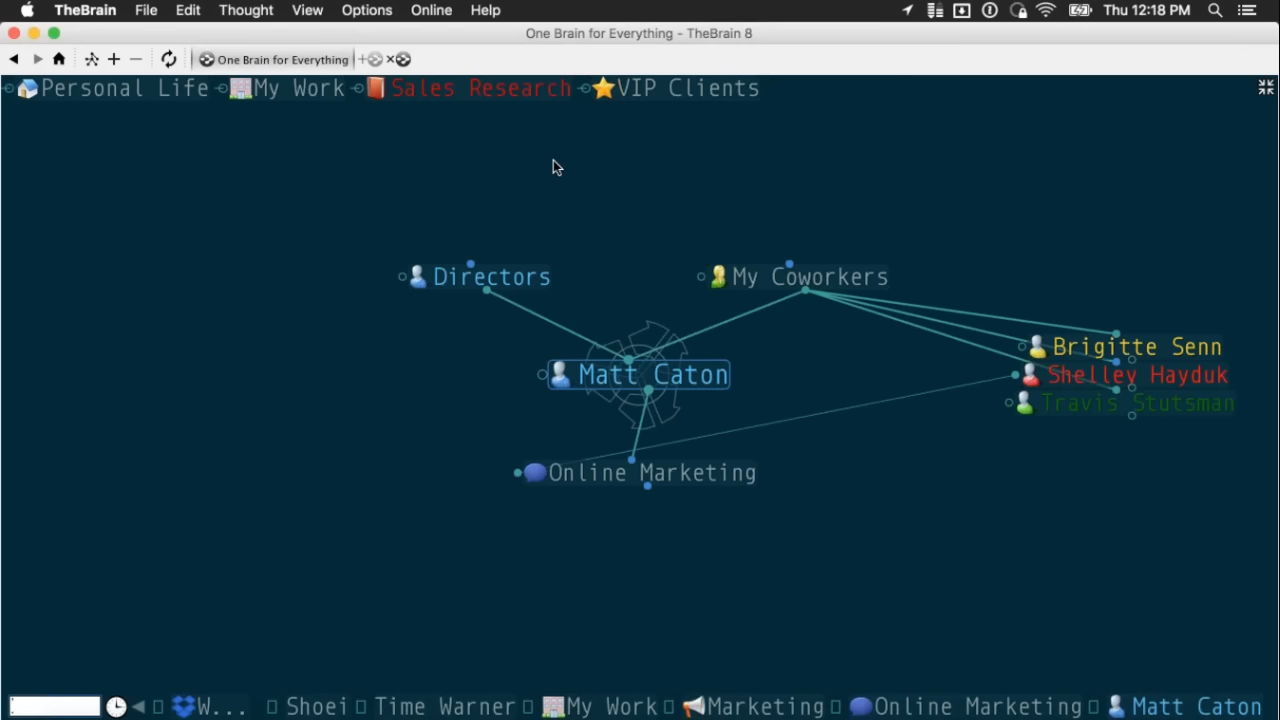 TheBrain File Edit Thought View Options Online Help Thu 12:18 PM
One Brain for Everything - TheBrain 8
One Brain for Everything
Personal Life My Work Sales Research VIP Clients
Directors My Coworkers
Brigitte Senn
Matt Caton Shelley Hayduk
Travis Stutsman
Online Marketing
W... Shoei Time Warner My Work Marketing Online Marketing Matt Caton